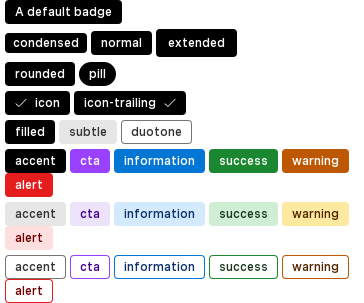 A default badge
condensed normal extended
rounded pill
icon icon-trailing
filled subtle duotone
accent cta information success warning
alert
accent cta information success warning
alert
accent cta information success warning
alert